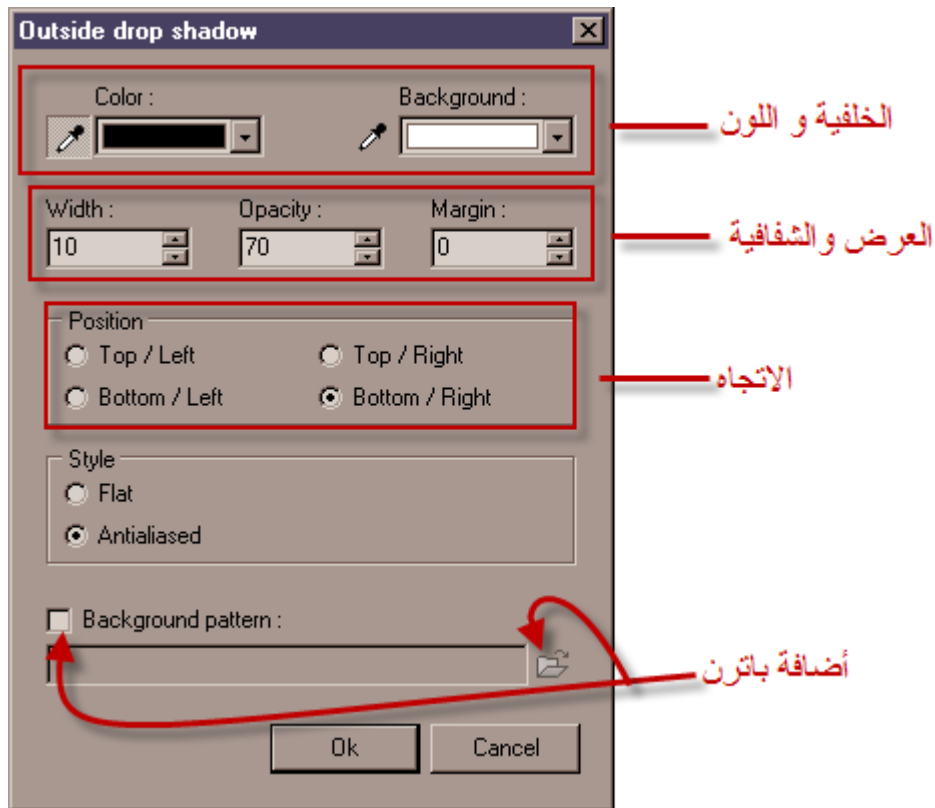 Outside drop shadow
Color : Background :
الخلفية و اللون
Width : Opacity : Margin :
10 70 0
العرض والشفافية
Position
Top / Left Top / Right
Bottom / Left Bottom / Right
الاتجاه
Style
Flat
Antialiased
Background pattern :
أضافة باترن
Ok Cancel